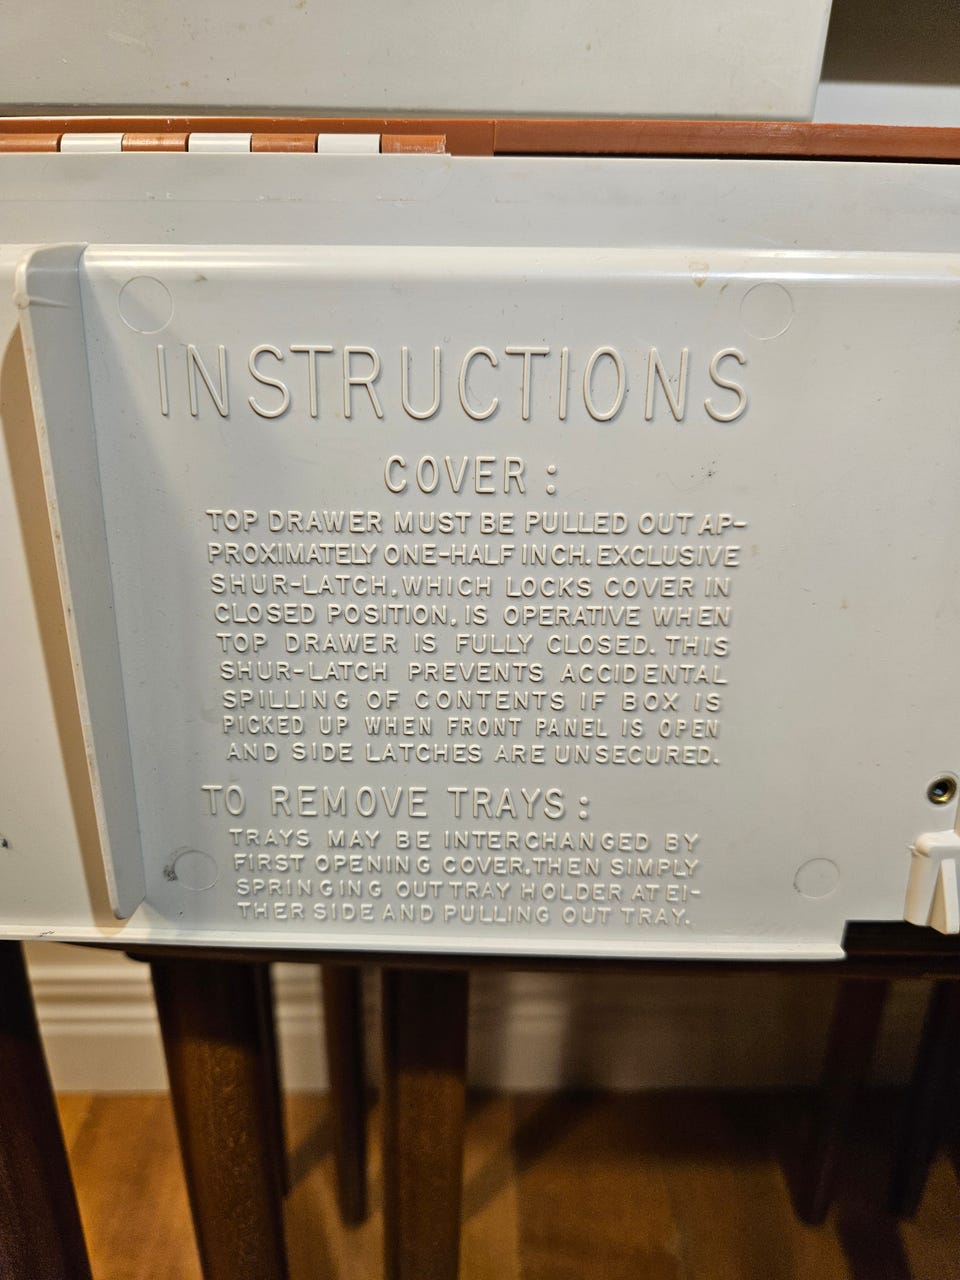 INSTRUCTIONS
COVER:
TOP DRAWER MUST BE PULLED OUT AP-
PROXIMATELY ONE-HALF INCH. EXCLUSIVE
SHUR-LATCH, WHICH LOCKS COVER IN
CLOSED POSITION, IS OPERATIVE WHEN
TOP DRAWER IS FULLY CLOSED. THIS
SHUR-LATCH PREVENTS ACCIDENTAL
SPILLING OF CONTENTS IF BOX IS
PICKED UP WHEN FRONT PANEL IS OPEN
AND SIDE LATCHES ARE UNSECURED.
TO REMOVE TRAYS:
TRAYS MAY BE INTERCHANGED BY
FIRST OPENING COVER, THEN SIMPLY
SPRINGING OUT TRAY HOLDER AT EI-
THER SIDE AND PULLING OUT TRAY.